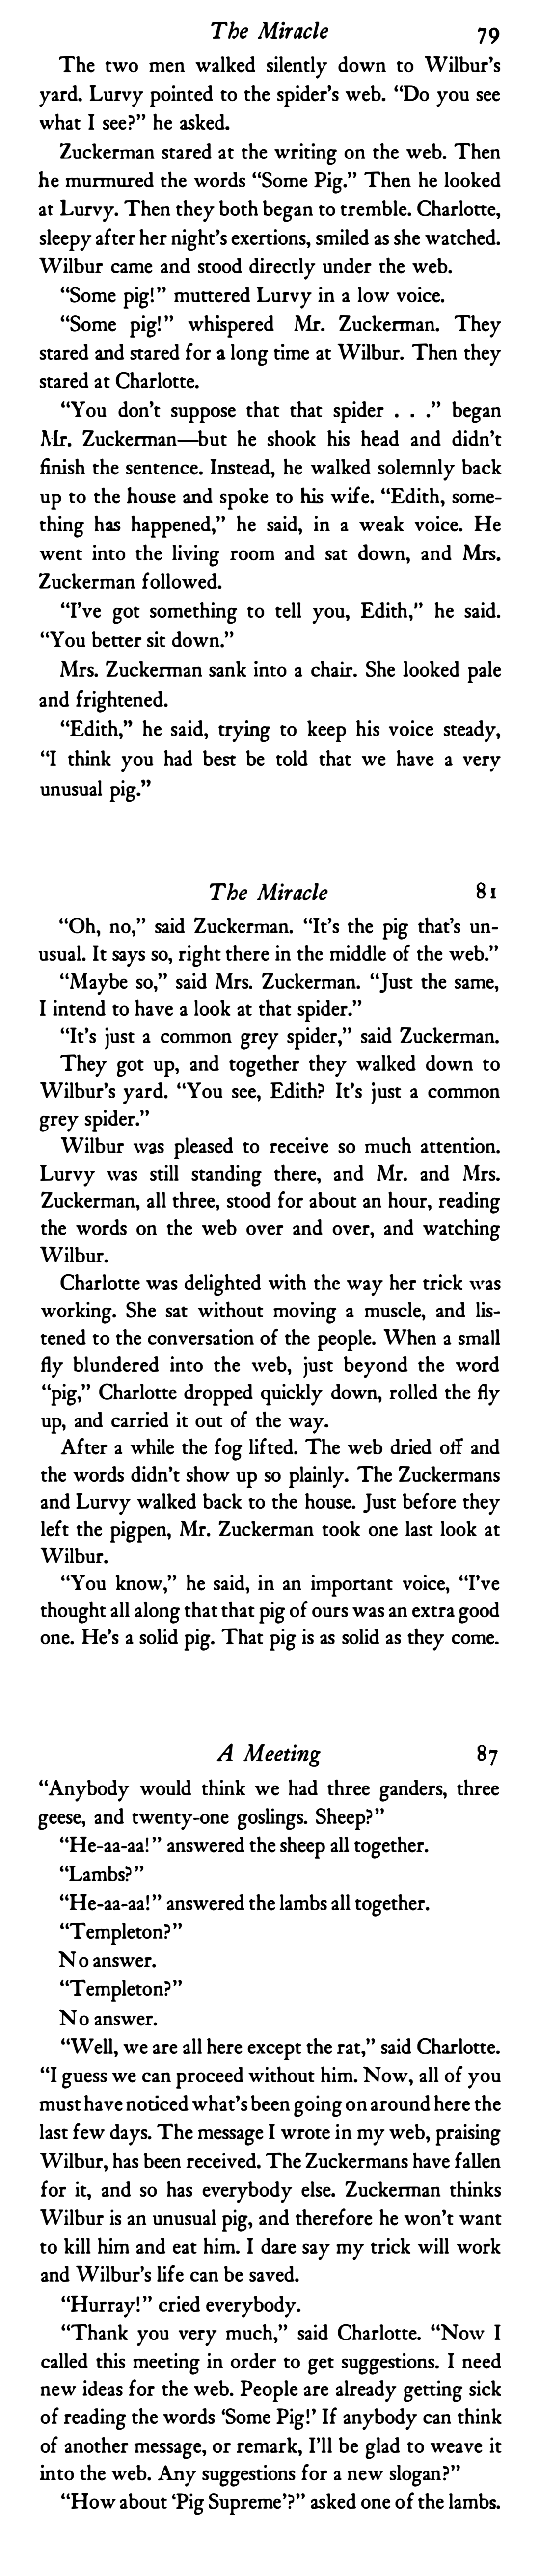 The Miracle 79
The two men walked silently down to Wilbur's
yard. Lurvy pointed to the spider's web. “Do you see
what I see?” he asked.
Zuckerman stared at the writing on the web. Then
he murmured the words “Some Pig.” Then he looked
at Lurvy. Then they both began to tremble. Charlotte,
sleepy after her night's exertions, smiled as she watched.
Wilbur came and stood directly under the web.
“Some pig!” muttered Lurvy in a low voice.
“Some pig!” whispered Mr. Zuckerman. They
stared and stared for a long time at Wilbur. Then they
stared at Charlotte.
“You don't suppose that that spider . . .” began
Mr. Zuckerman—but he shook his head and didn't
finish the sentence. Instead, he walked solemnly back
up to the house and spoke to his wife. “Edith, some-
thing has happened,” he said, in a weak voice. He
went into the living room and sat down, and Mrs.
Zuckerman followed.
“I've got something to tell you, Edith,” he said.
“You better sit down.”
Mrs. Zuckerman sank into a chair. She looked pale
and frightened.
“Edith,” he said, trying to keep his voice steady,
“I think you had best be told that we have a very
unusual pig.”
The Miracle 81
“Oh, no,” said Zuckerman. “It's the pig that's un-
usual. It says so, right there in the middle of the web.”
“Maybe so,” said Mrs. Zuckerman. “Just the same,
I intend to have a look at that spider.”
“It's just a common grey spider,” said Zuckerman.
They got up, and together they walked down to
Wilbur's yard. “You see, Edith? It's just a common
grey spider.”
Wilbur was pleased to receive so much attention.
Lurvy was still standing there, and Mr. and Mrs.
Zuckerman, all three, stood for about an hour, reading
the words on the web over and over, and watching
Wilbur.
Charlotte was delighted with the way her trick was
working. She sat without moving a muscle, and lis-
tened to the conversation of the people. When a small
fly blundered into the web, just beyond the word
“pig,” Charlotte dropped quickly down, rolled the fly
up, and carried it out of the way.
After a while the fog lifted. The web dried off and
the words didn't show up so plainly. The Zuckermans
and Lurvy walked back to the house. Just before they
left the pigpen, Mr. Zuckerman took one last look at
Wilbur.
“You know,” he said, in an important voice, “I've
thought all along that that pig of ours was an extra good
one. He's a solid pig. That pig is as solid as they come.
A Meeting 87
“Anybody would think we had three ganders, three
geese, and twenty-one goslings. Sheep?”
“He-aa-aa!” answered the sheep all together.
“Lambs?”
“He-aa-aa!” answered the lambs all together.
“Templeton?”
No answer.
“Templeton?”
No answer.
“Well, we are all here except the rat,” said Charlotte.
“I guess we can proceed without him. Now, all of you
must have noticed what's been going on around here the
last few days. The message I wrote in my web, praising
Wilbur, has been received. The Zuckermans have fallen
for it, and so has everybody else. Zuckerman thinks
Wilbur is an unusual pig, and therefore he won't want
to kill him and eat him. I dare say my trick will work
and Wilbur's life can be saved.
“Hurray!” cried everybody.
“Thank you very much,” said Charlotte. “Now I
called this meeting in order to get suggestions. I need
new ideas for the web. People are already getting sick
of reading the words ‘Some Pig!’ If anybody can think
of another message, or remark, I'll be glad to weave it
into the web. Any suggestions for a new slogan?”
“How about ‘Pig Supreme’?” asked one of the lambs.